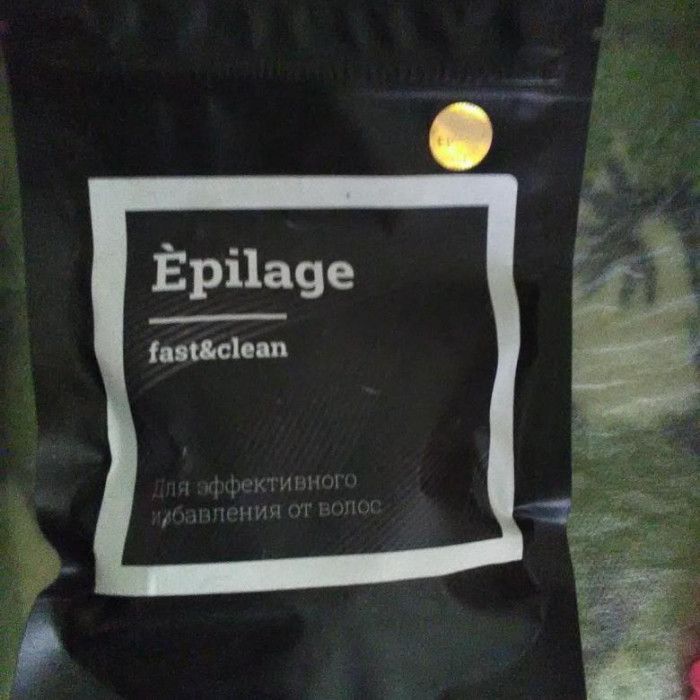 Èpilage
fast&clean
Для эффективного
избавления от волос